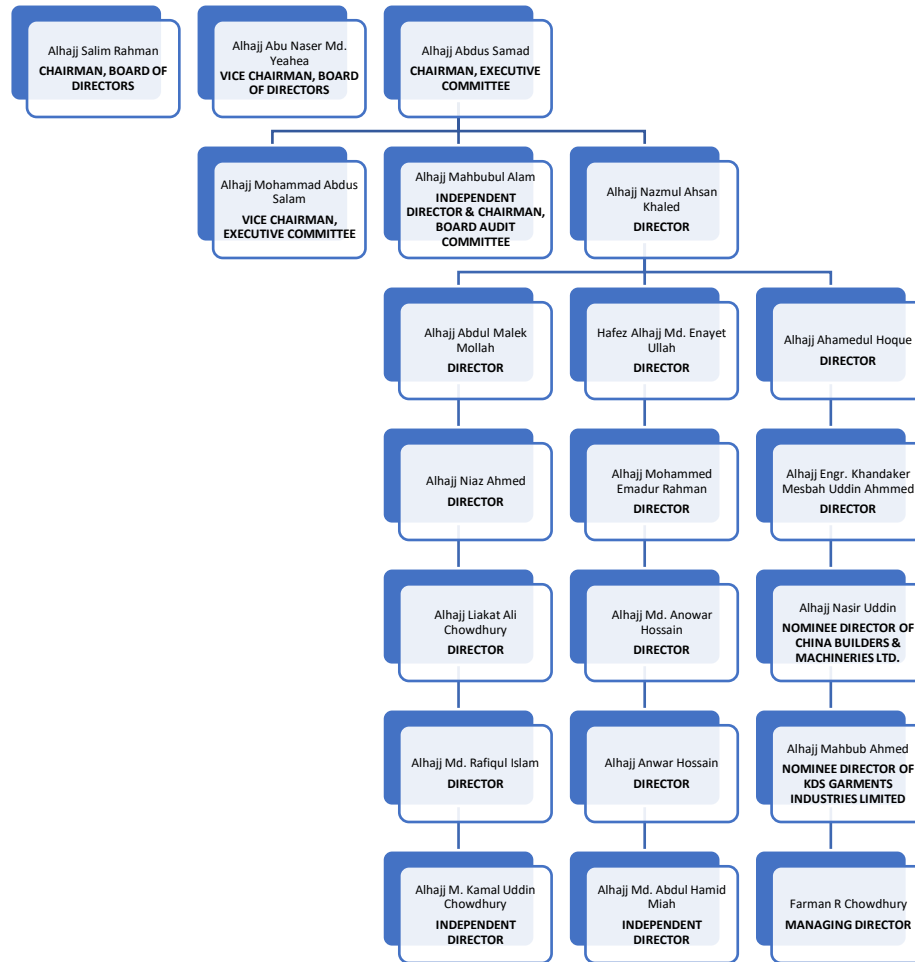 Alhajj Salim Rahman
CHAIRMAN, BOARD OF
DIRECTORS
Alhajj Abu Naser Md.
Yeahea
VICE CHAIRMAN, BOARD
OF DIRECTORS
Alhajj Abdus Samad
CHAIRMAN, EXECUTIVE
COMMITTEE
Alhajj Mohammad Abdus
Salam
VICE CHAIRMAN,
EXECUTIVE COMMITTEE
Alhajj Mahbubul Alam
INDEPENDENT
DIRECTOR & CHAIRMAN,
BOARD AUDIT
COMMITTEE
Alhajj Nazmul Ahsan
Khaled
DIRECTOR
Alhajj Abdul Malek
Mollah
DIRECTOR
Hafez Alhajj Md. Enayet
Ullah
DIRECTOR
Alhajj Ahamedul Hoque
DIRECTOR
Alhajj Niaz Ahmed
DIRECTOR
Alhajj Mohammed
Emadur Rahman
DIRECTOR
Alhajj Engr. Khandaker
Mesbah Uddin Ahmmed
DIRECTOR
Alhajj Liakat Ali
Chowdhury
DIRECTOR
Alhajj Md. Anowar
Hossain
DIRECTOR
Alhajj Nasir Uddin
NOMINEE DIRECTOR OF
CHINA BUILDERS &
MACHINERIES LTD.
Alhajj Md. Rafiqul Islam
DIRECTOR
Alhajj Anwar Hossain
DIRECTOR
Alhajj Mahbub Ahmed
NOMINEE DIRECTOR OF
KDS GARMENTS
INDUSTRIES LIMITED
Alhajj M. Kamal Uddin
Chowdhury
INDEPENDENT
DIRECTOR
Alhajj Md. Abdul Hamid
Miah
INDEPENDENT
DIRECTOR
Farman R Chowdhury
MANAGING DIRECTOR